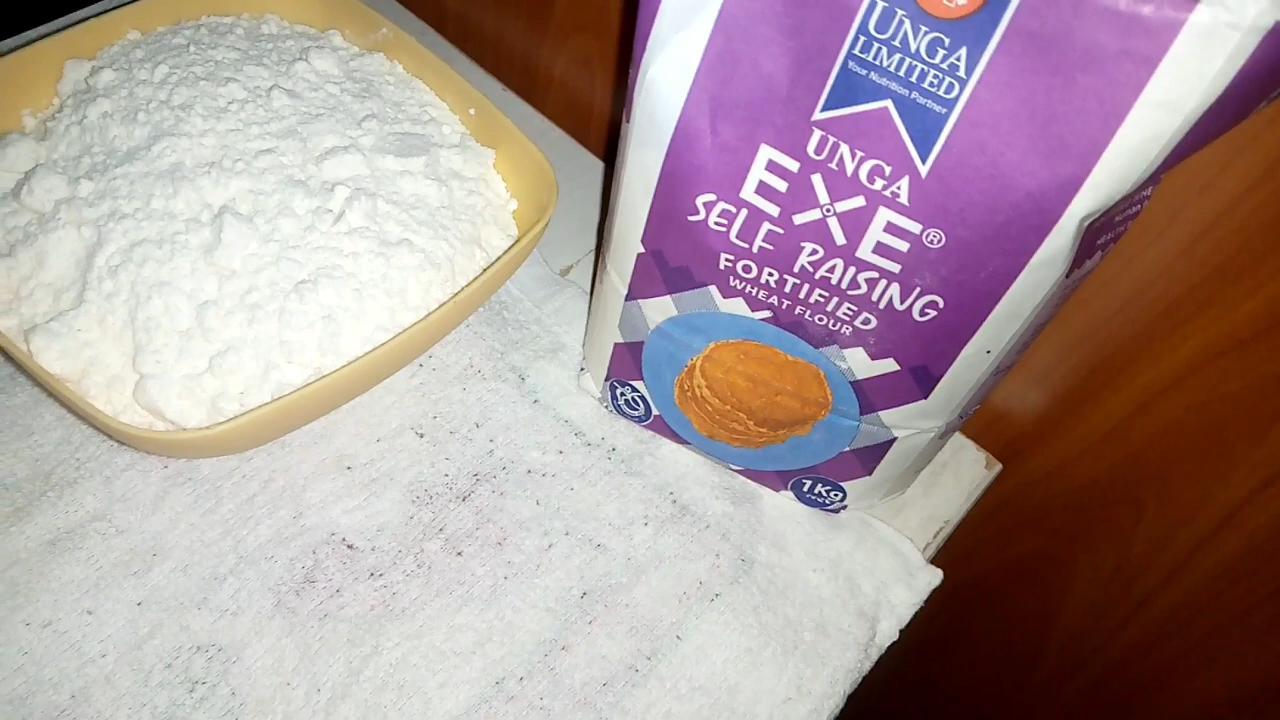 UNGA
LIMITED
Your Nutrition Partner
UNGA
EXE®
SELF RAISING
FORTIFIED
WHEAT FLOUR
1Kg